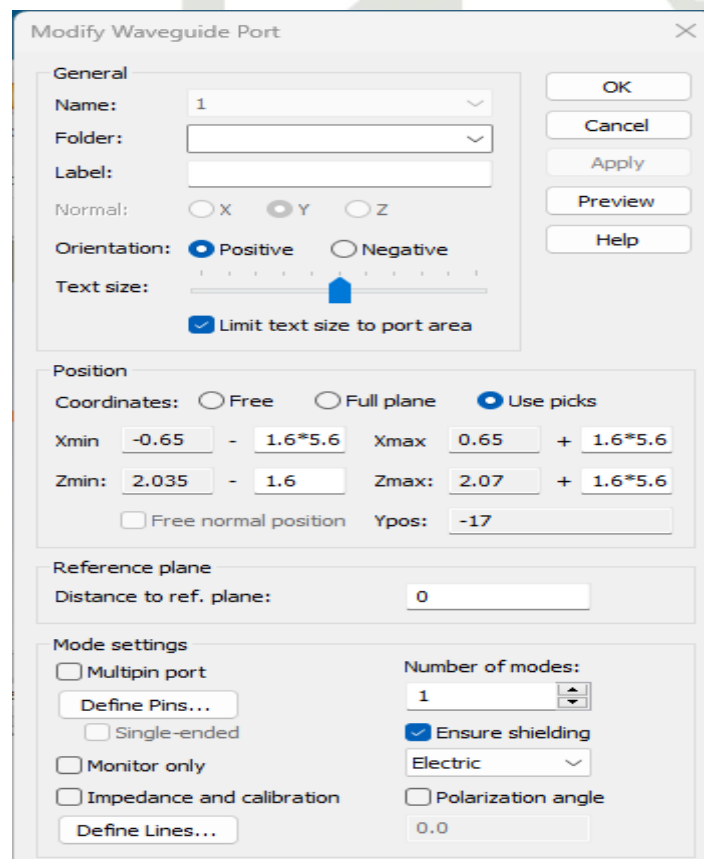 Modify Waveguide Port
General
Name: 1
Folder:
Label:
Normal: X Y Z
Orientation: Positive Negative
Text size:
Limit text size to port area
OK
Cancel
Apply
Preview
Help
Position
Coordinates: Free Full plane Use picks
Xmin -0.65 - 1.6*5.6 Xmax 0.65 + 1.6*5.6
Zmin: 2.035 - 1.6 Zmax: 2.07 + 1.6*5.6
Free normal position Ypos: -17
Reference plane
Distance to ref. plane: 0
Mode settings
Multipin port Number of modes:
Define Pins... 1
Single-ended Ensure shielding
Monitor only Electric
Impedance and calibration Polarization angle
Define Lines... 0.0